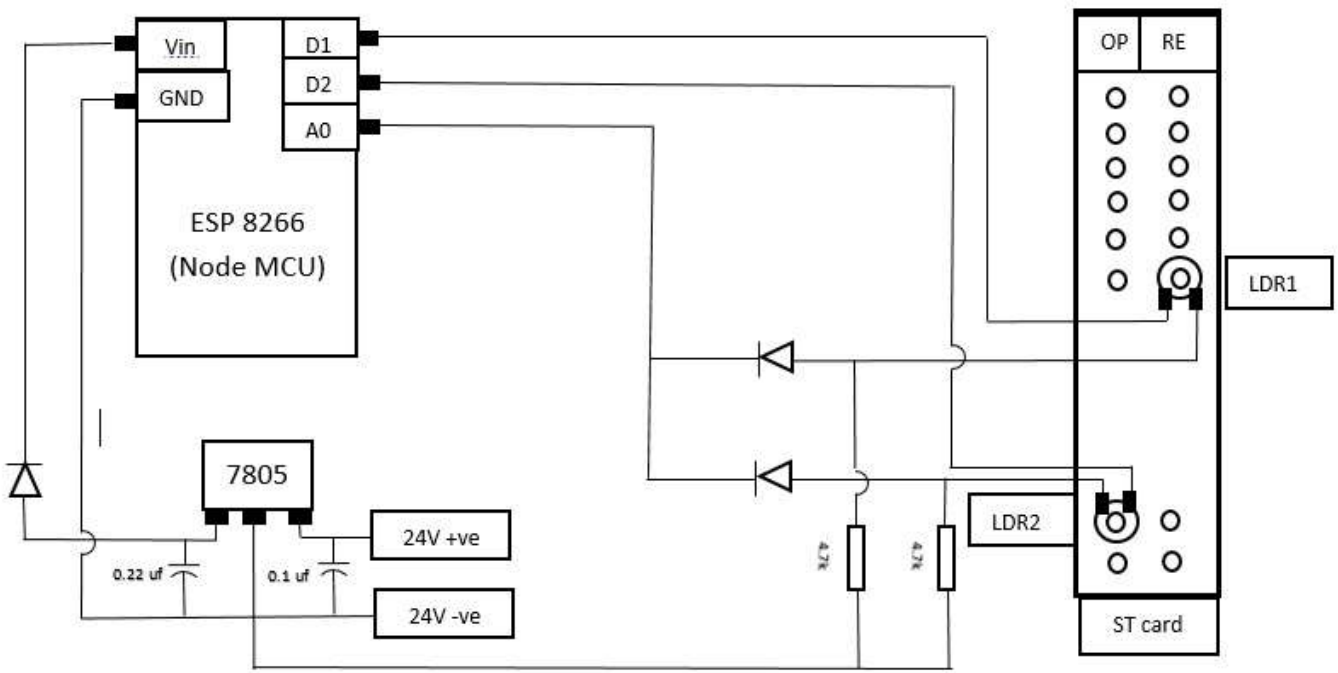 Vin
GND
D1
D2
A0
ESP 8266
(Node MCU)
OP
RE
LDR1
7805
24V +ve
0.22 uf
0.1 uf
24V -ve
4.7k
4.7k
LDR2
ST card